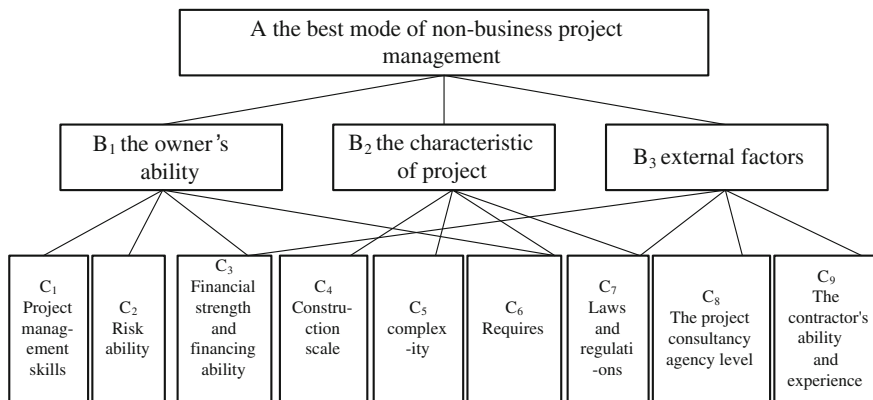 A the best mode of non-business project
management
B₁ the owner's
ability
B₂ the characteristic
of project
B₃ external factors
C₁
Project
manag-
ement
skills
C₂
Risk
ability
C₃
Financial
strength
and
financing
ability
C₄
Constru-
ction
scale
C₅
complex
-ity
C₆
Requires
C₇
Laws
and
regulati
-ons
C₈
The project
consultancy
agency level
C₉
The
contractor's
ability
and
experience